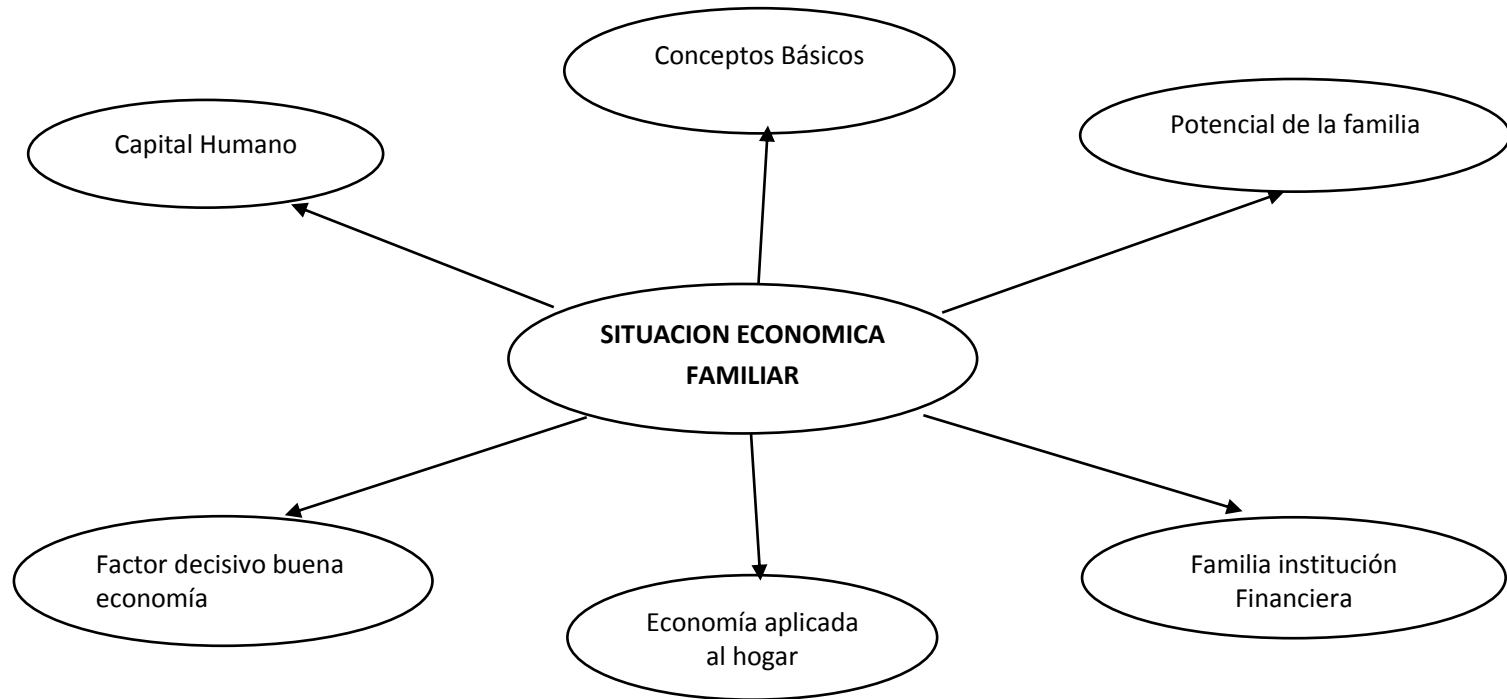 Conceptos Básicos
Capital Humano
Potencial de la familia
SITUACION ECONOMICA
FAMILIAR
Factor decisivo buena
economía
Economía aplicada
al hogar
Familia institución
Financiera